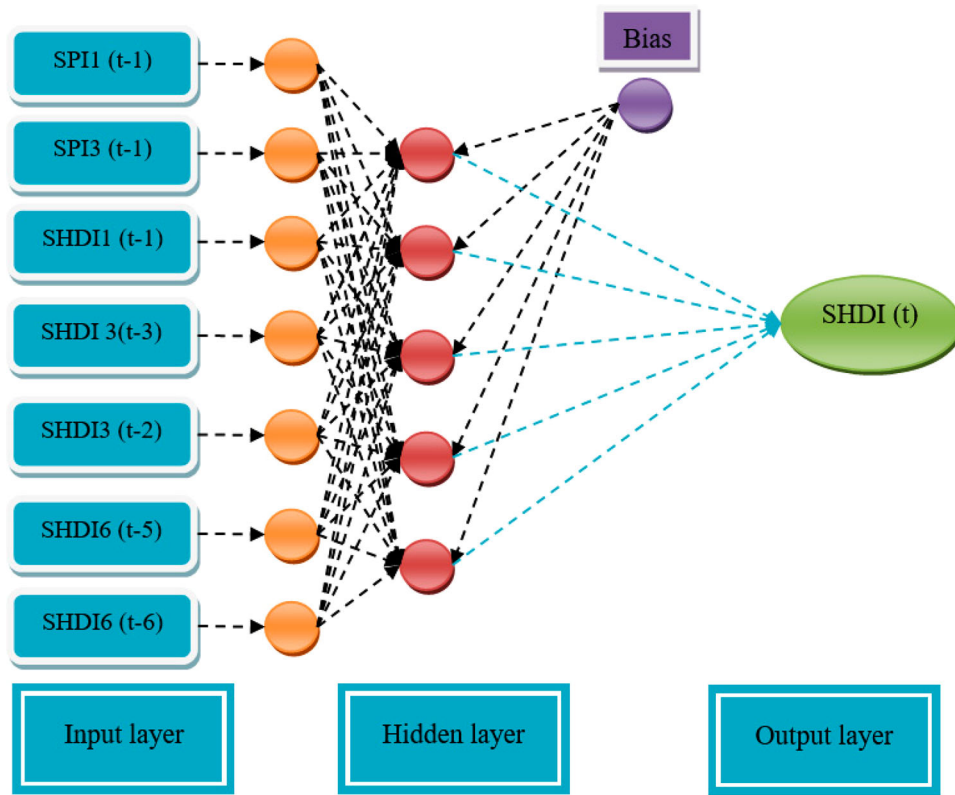 SPI1 (t-1)
Bias
SPI3 (t-1)
SHDI1 (t-1)
SHDI 3(t-3)
SHDI (t)
SHDI3 (t-2)
SHDI6 (t-5)
SHDI6 (t-6)
Input layer
Hidden layer
Output layer